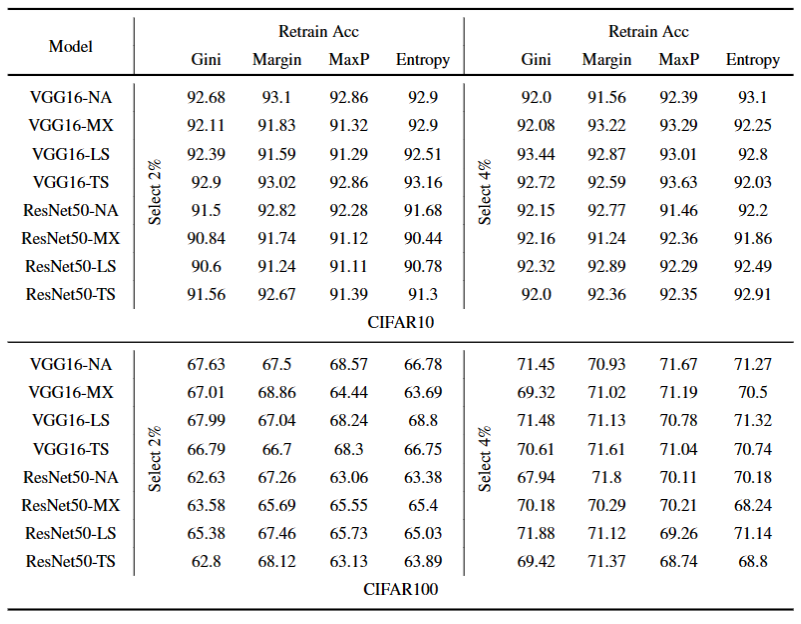 Model Retrain Acc Retrain Acc
Gini Margin MaxP Entropy Gini Margin MaxP Entropy
Select 2% Select 4%
VGG16-NA 92.68 93.1 92.86 92.9 92.0 91.56 92.39 93.1
VGG16-MX 92.11 91.83 91.32 92.9 92.08 93.22 93.29 92.25
VGG16-LS 92.39 91.59 91.29 92.51 93.44 92.87 93.01 92.8
VGG16-TS 92.9 93.02 92.86 93.16 92.72 92.59 93.63 92.03
ResNet50-NA 91.5 92.82 92.28 91.68 92.15 92.77 91.46 92.2
ResNet50-MX 90.84 91.74 91.12 90.44 92.16 91.24 92.36 91.86
ResNet50-LS 90.6 91.24 91.11 90.78 92.32 92.89 92.29 92.49
ResNet50-TS 91.56 92.67 91.39 91.3 92.0 92.36 92.35 92.91
CIFAR10
Select 2% Select 4%
VGG16-NA 67.63 67.5 68.57 66.78 71.45 70.93 71.67 71.27
VGG16-MX 67.01 68.86 64.44 63.69 69.32 71.02 71.19 70.5
VGG16-LS 67.99 67.04 68.24 68.8 71.48 71.13 70.78 71.32
VGG16-TS 66.79 66.7 68.3 66.75 70.61 71.61 71.04 70.74
ResNet50-NA 62.63 67.26 63.06 63.38 67.94 71.8 70.11 70.18
ResNet50-MX 63.58 65.69 65.55 65.4 70.18 70.29 70.21 68.24
ResNet50-LS 65.38 67.46 65.73 65.03 71.88 71.12 69.26 71.14
ResNet50-TS 62.8 68.12 63.13 63.89 69.42 71.37 68.74 68.8
CIFAR100